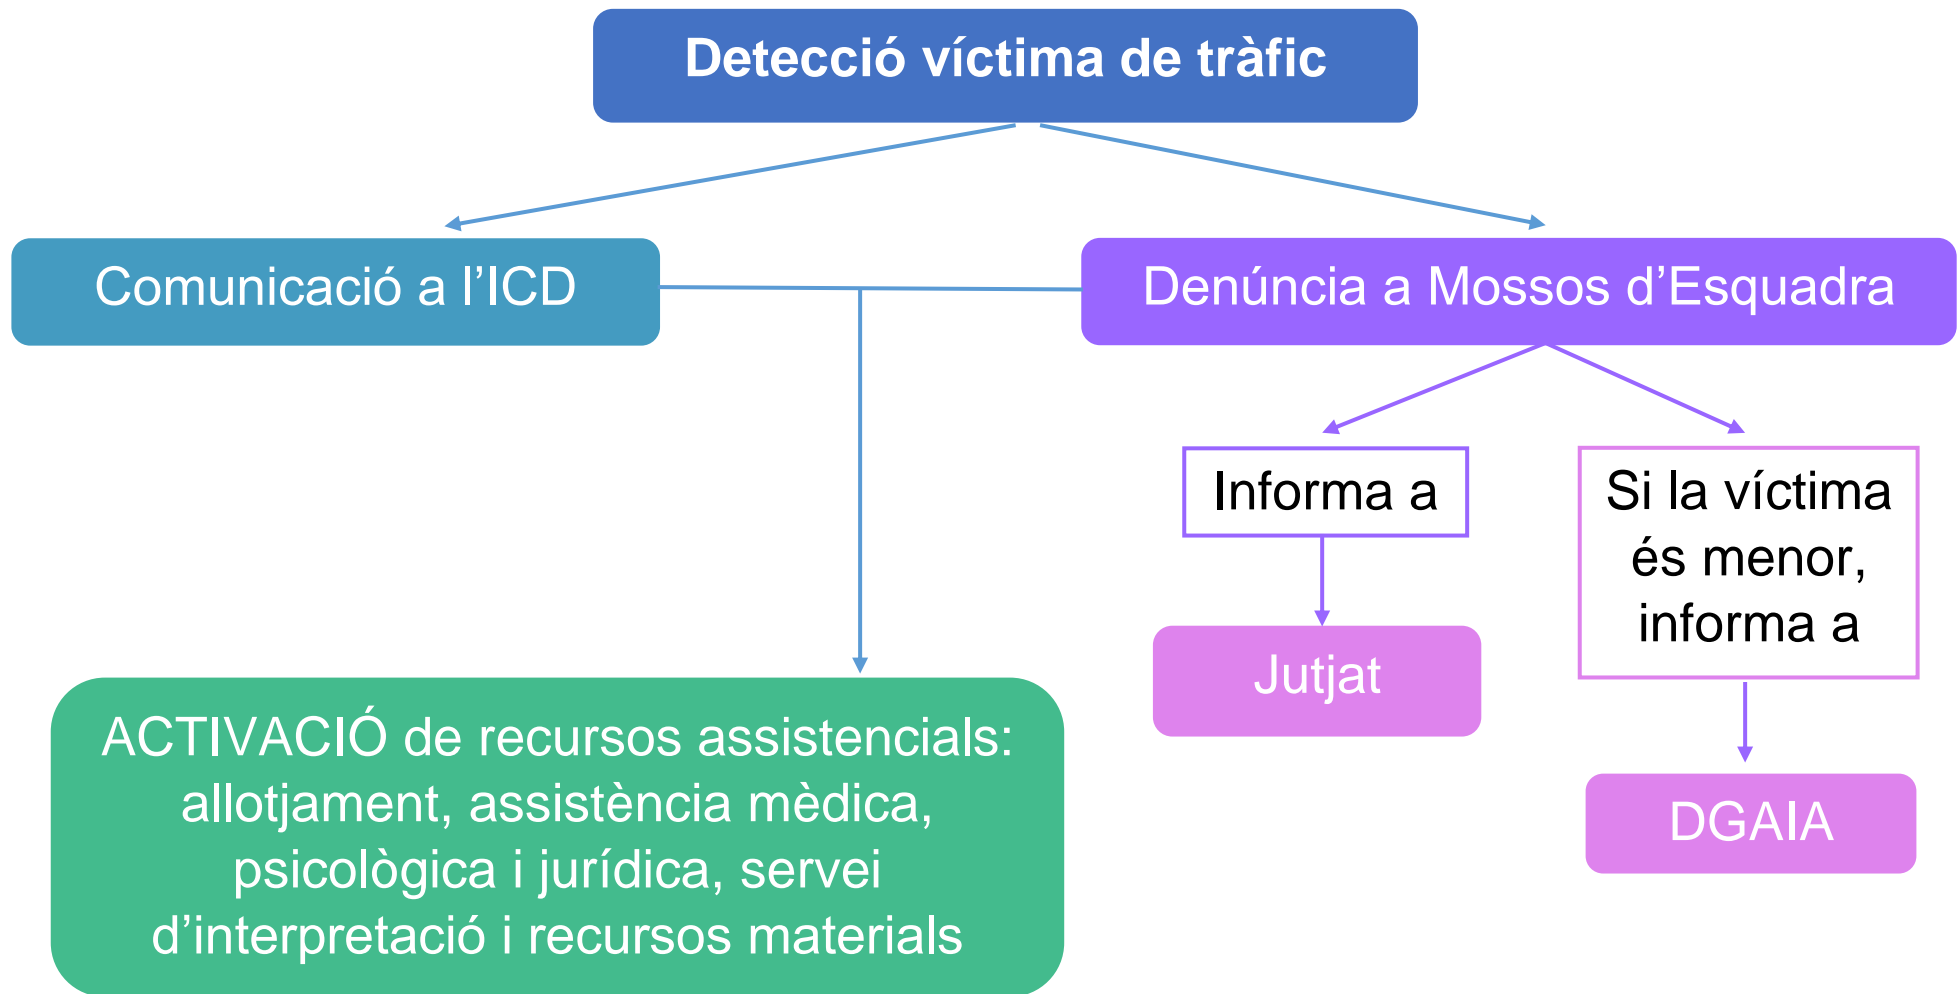 Detecció víctima de tràfic
Comunicació a l’ICD
Denúncia a Mossos d’Esquadra
Informa a
Si la víctima
és menor,
informa a
Jutjat
DGAIA
ACTIVACIÓ de recursos assistencials:
allotjament, assistència mèdica,
psicològica i jurídica, servei
d’interpretació i recursos materials